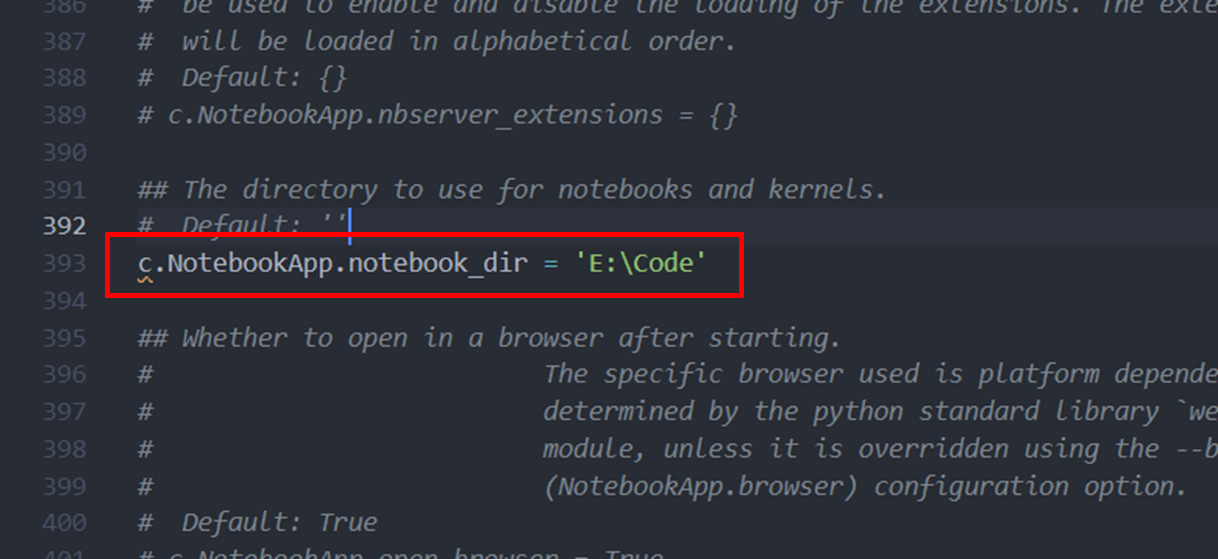 386 # be used to enable and disable the loading of the extensions. The exte
387 # will be loaded in alphabetical order.
388 # Default: {}
389 # c.NotebookApp.nbserver_extensions = {}
390
391 ## The directory to use for notebooks and kernels.
392 # Default: ''
393 c.NotebookApp.notebook_dir = 'E:\Code'
394
395 ## Whether to open in a browser after starting.
396 # The specific browser used is platform depende
397 # determined by the python standard library `we
398 # module, unless it is overridden using the --b
399 # (NotebookApp.browser) configuration option.
400 # Default: True
401 # c.NotebookApp.open_browser = True